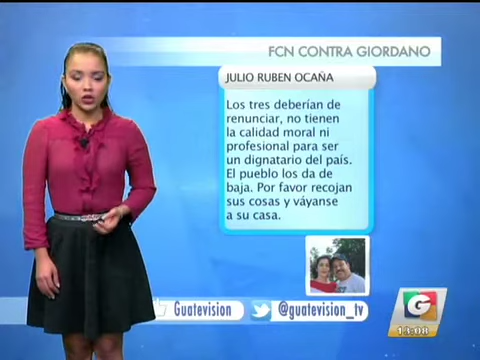 FCN CONTRA GIORDANO
JULIO RUBEN OCAÑA
Los tres deberían de
renunciar, no tienen
la calidad moral ni
profesional para ser
un dignatario del país.
El pueblo los da de
baja. Por favor recojan
sus cosas y váyanse
a su casa.
Guatevision
@guatevision_tv
G
13:08